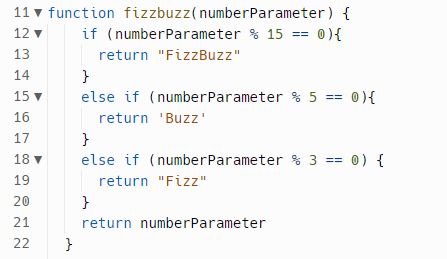 11 function fizzbuzz(numberParameter) {
12 if (numberParameter % 15 == 0){
13 return "FizzBuzz"
14 }
15 else if (numberParameter % 5 == 0){
16 return 'Buzz'
17 }
18 else if (numberParameter % 3 == 0) {
19 return "Fizz"
20 }
21 return numberParameter
22 }